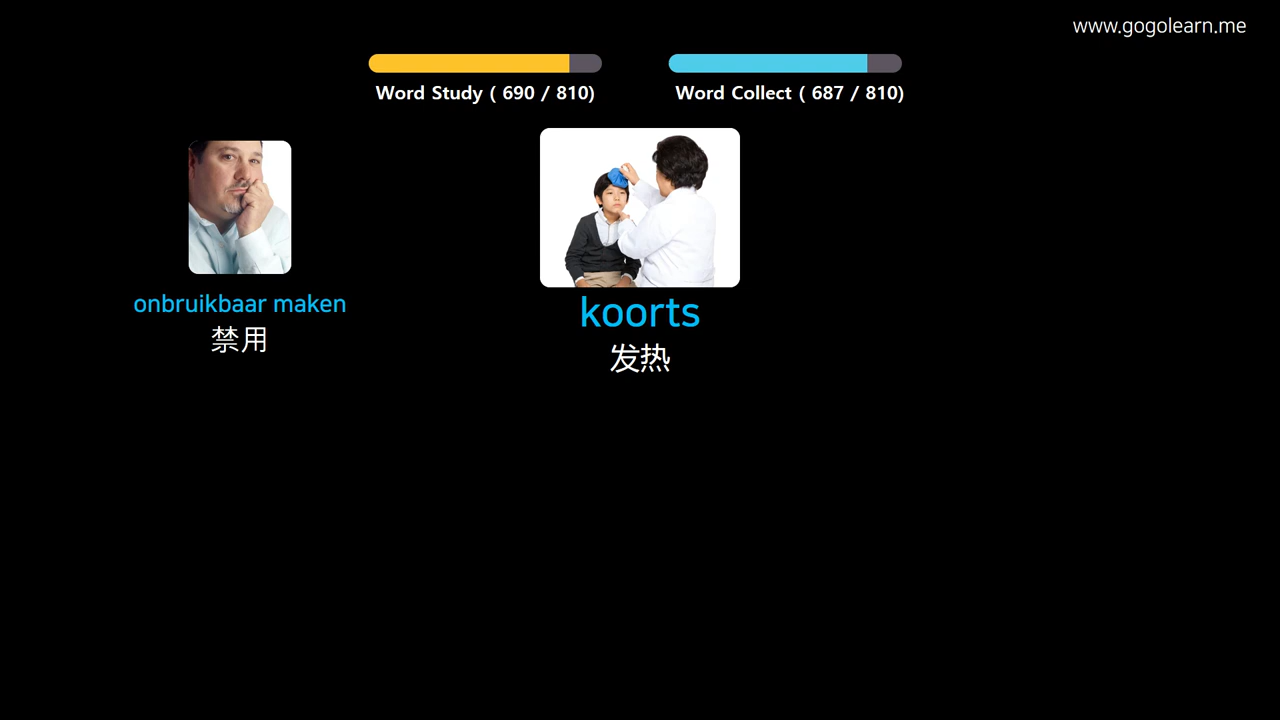 www.gogolearn.me
Word Study ( 690 / 810)
Word Collect ( 687 / 810)
onbruikbaar maken
禁用
koorts
发热